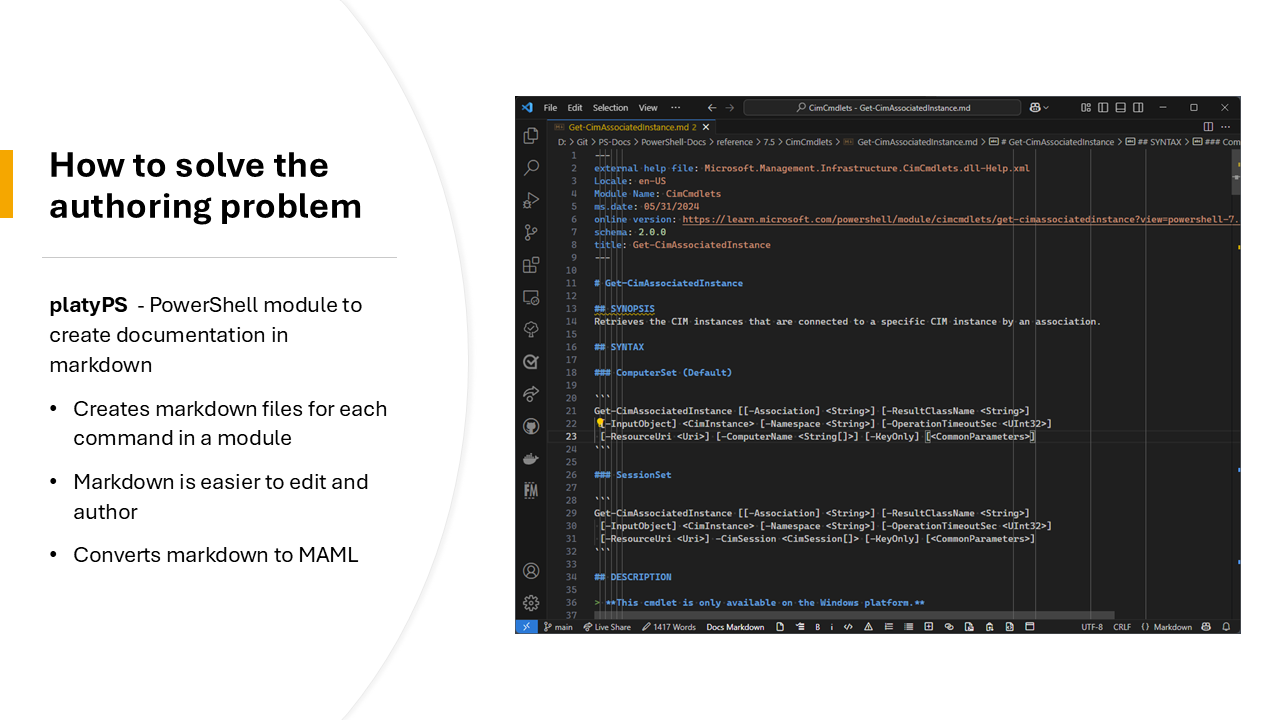 How to solve the
authoring problem
platyPS - PowerShell module to
create documentation in
markdown
• Creates markdown files for each
command in a module
• Markdown is easier to edit and
author
• Converts markdown to MAML
File Edit Selection View ··· CimCmdlets - Get-CimAssociatedInstance.md
Get-CimAssociatedInstance.md 2
D: > Git > PS-Docs > PowerShell-Docs > reference > 7.5 > CimCmdlets > Get-CimAssociatedInstance.md > # Get-CimAssociatedInstance > ## SYNTAX > ### Com
1 ---
2 external help file: Microsoft.Management.Infrastructure.CimCmdlets.dll-Help.xml
3 Locale: en-US
4 Module Name: CimCmdlets
5 ms.date: 05/31/2024
6 online version: https://learn.microsoft.com/powershell/module/cimcmdlets/get-cimassociatedinstance?view=powershell-7.
7 schema: 2.0.0
8 title: Get-CimAssociatedInstance
9 ---
10
11 # Get-CimAssociatedInstance
12
13 ## SYNOPSIS
14 Retrieves the CIM instances that are connected to a specific CIM instance by an association.
15
16 ## SYNTAX
17
18 ### ComputerSet (Default)
19
20 ```
21 Get-CimAssociatedInstance [[-Association] <String>] [-ResultClassName <String>]
22 [-InputObject] <CimInstance> [-Namespace <String>] [-OperationTimeoutSec <UInt32>]
23 [-ResourceUri <Uri>] [-ComputerName <String[]>] [-KeyOnly] [<CommonParameters>]
24 ```
25
26 ### SessionSet
27
28 ```
29 Get-CimAssociatedInstance [[-Association] <String>] [-ResultClassName <String>]
30 [-InputObject] <CimInstance> [-Namespace <String>] [-OperationTimeoutSec <UInt32>]
31 [-ResourceUri <Uri>] -CimSession <CimSession[]> [-KeyOnly] [<CommonParameters>]
32 ```
33
34 ## DESCRIPTION
35
36 > **This cmdlet is only available on the Windows platform.**
37
FM
main Live Share 1417 Words Docs Markdown B i UTF-8 CRLF {} Markdown